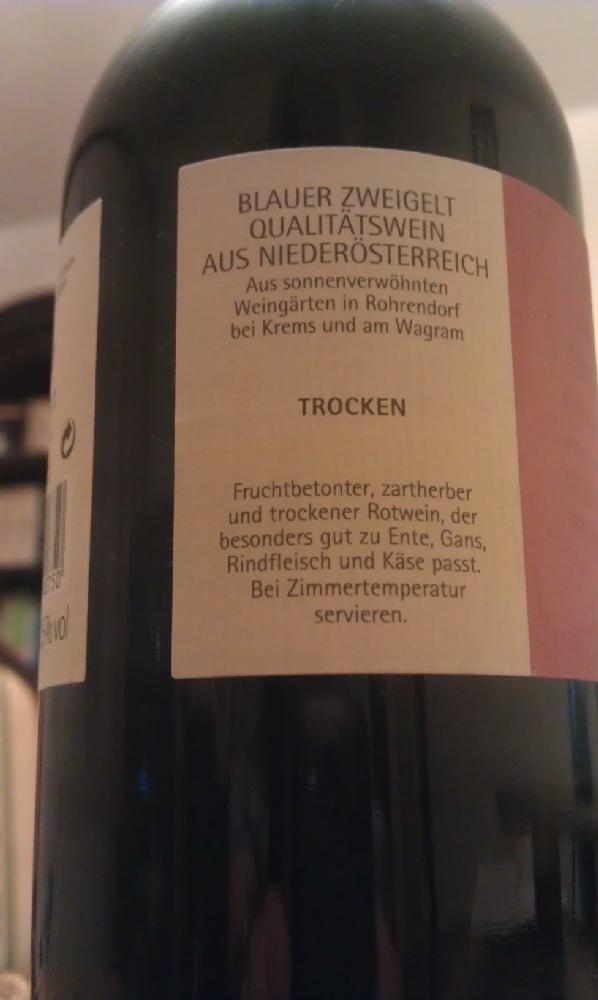 BLAUER ZWEIGELT
QUALITÄTSWEIN
AUS NIEDERÖSTERREICH
Aus sonnenverwöhnten
Weingärten in Rohrendorf
bei Krems und am Wagram
TROCKEN
Fruchtbetonter, zartherber
und trockener Rotwein, der
besonders gut zu Ente, Gans,
Rindfleisch und Käse passt.
Bei Zimmertemperatur
servieren.
vol